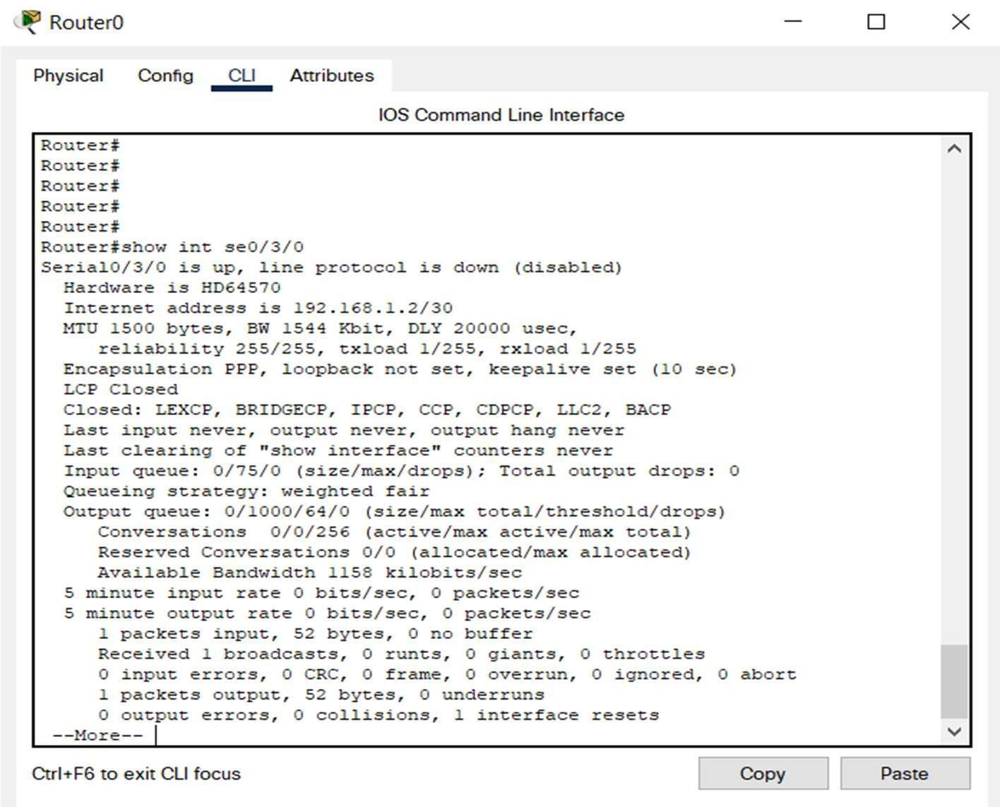 Router0
Physical Config CLI Attributes
IOS Command Line Interface
Router#
Router#
Router#
Router#
Router#
Router#show int se0/3/0
Serial0/3/0 is up, line protocol is down (disabled)
Hardware is HD64570
Internet address is 192.168.1.2/30
MTU 1500 bytes, BW 1544 Kbit, DLY 20000 usec,
reliability 255/255, txload 1/255, rxload 1/255
Encapsulation PPP, loopback not set, keepalive set (10 sec)
LCP Closed
Closed: LEXCP, BRIDGECP, IPCP, CCP, CDPCP, LLC2, BACP
Last input never, output never, output hang never
Last clearing of "show interface" counters never
Input queue: 0/75/0 (size/max/drops); Total output drops: 0
Queueing strategy: weighted fair
Output queue: 0/1000/64/0 (size/max total/threshold/drops)
Conversations 0/0/256 (active/max active/max total)
Reserved Conversations 0/0 (allocated/max allocated)
Available Bandwidth 1158 kilobits/sec
5 minute input rate 0 bits/sec, 0 packets/sec
5 minute output rate 0 bits/sec, 0 packets/sec
1 packets input, 52 bytes, 0 no buffer
Received 1 broadcasts, 0 runts, 0 giants, 0 throttles
0 input errors, 0 CRC, 0 frame, 0 overrun, 0 ignored, 0 abort
1 packets output, 52 bytes, 0 underruns
0 output errors, 0 collisions, 1 interface resets
--More--
Ctrl+F6 to exit CLI focus Copy Paste